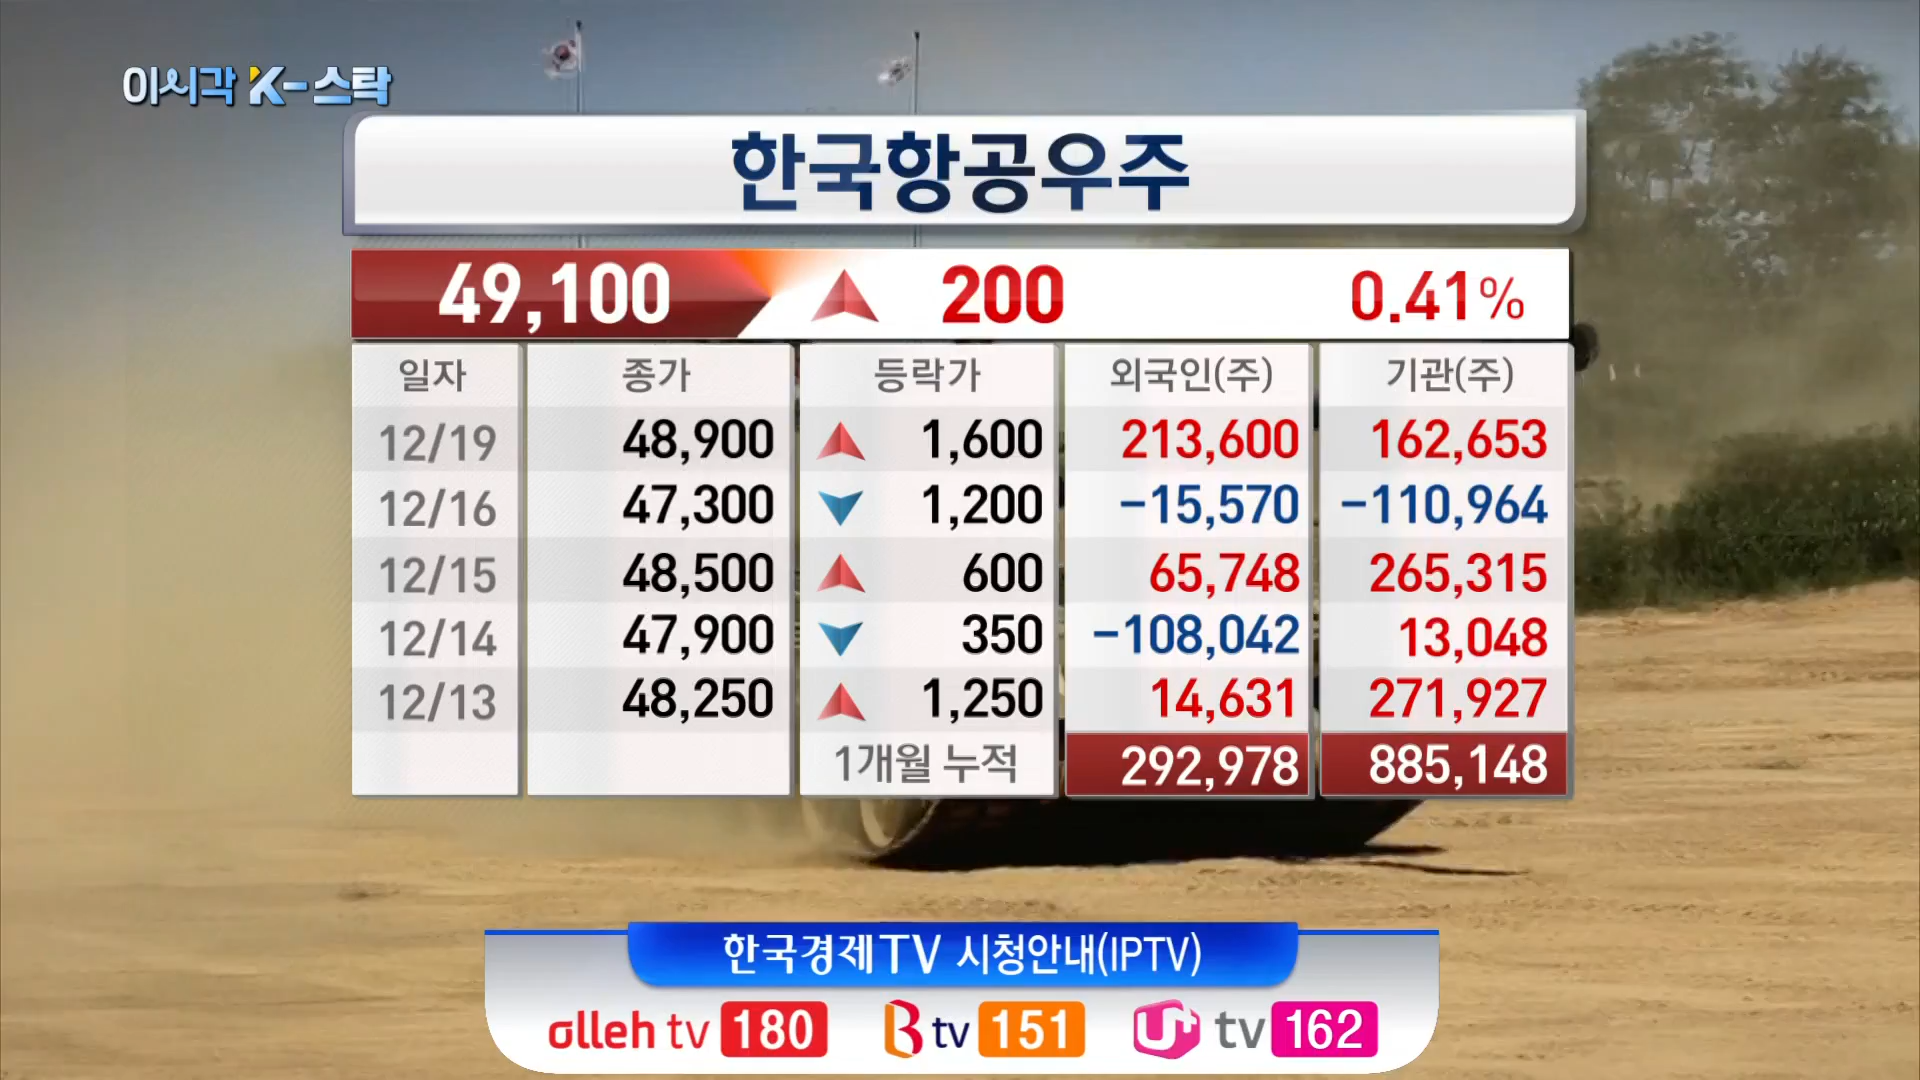 이시각 K-스탁
한국항공우주
49,100 ▲ 200 0.41%
일자 종가 등락가 외국인(주) 기관(주)
12/19 48,900 ▲ 1,600 213,600 162,653
12/16 47,300 ▼ 1,200 -15,570 -110,964
12/15 48,500 ▲ 600 65,748 265,315
12/14 47,900 ▼ 350 -108,042 13,048
12/13 48,250 ▲ 1,250 14,631 271,927
1개월 누적 292,978 885,148
한국경제TV 시청안내(IPTV)
olleh tv 180 B tv 151 U+ tv 162